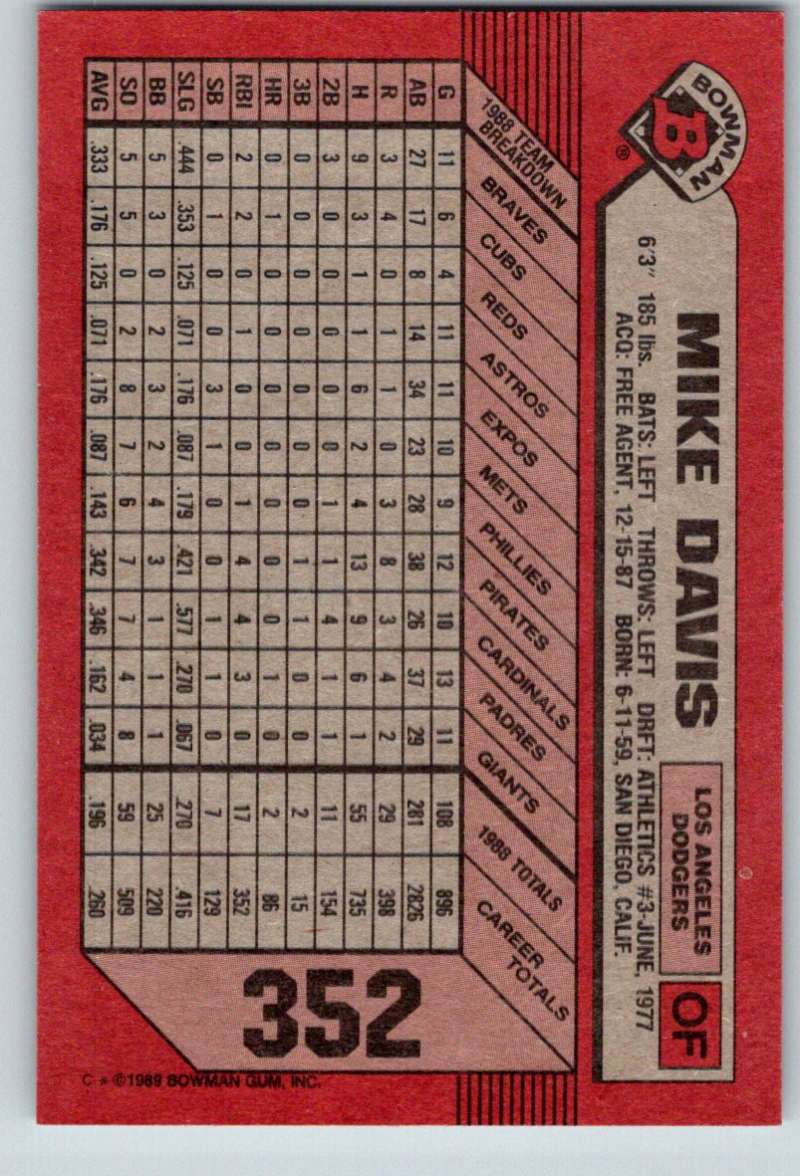 BOWMAN
B ®
MIKE DAVIS
LOS ANGELES
DODGERS
OF
6'3" 185 lbs. BATS: LEFT THROWS: LEFT DRFT: ATHLETICS #3-JUNE, 1977
ACQ: FREE AGENT, 12-15-87 BORN: 6-11-59, SAN DIEGO, CALIF.
1988 TEAM
BREAKDOWN
BRAVES
CUBS
REDS
ASTROS
EXPOS
METS
PHILLIES
PIRATES
CARDINALS
PADRES
GIANTS
1988 TOTALS
CAREER
TOTALS
G 11 6 4 11 11 10 9 12 10 13 11 108 896
AB 27 17 8 14 34 23 28 38 26 37 29 281 2826
R 3 4 0 1 1 0 3 8 3 4 2 29 398
H 9 3 1 1 6 2 4 13 9 6 1 55 735
2B 3 0 0 0 0 0 1 1 4 1 1 11 154
3B 0 0 0 0 0 0 0 1 1 0 0 2 15
HR 0 1 0 0 0 0 0 0 0 1 0 2 86
RBI 2 2 0 1 0 0 1 4 4 3 0 17 352
SB 0 1 0 0 3 1 0 0 1 1 0 7 129
SLG .444 .353 .125 .071 .176 .087 .179 .421 .577 .270 .067 .270 .416
BB 5 3 0 2 3 2 4 3 1 1 1 25 220
SO 5 5 0 2 8 7 6 7 7 4 8 59 509
AVG .333 .176 .125 .071 .176 .087 .143 .342 .346 .162 .034 .196 .260
352
C * ©1989 BOWMAN GUM, INC.